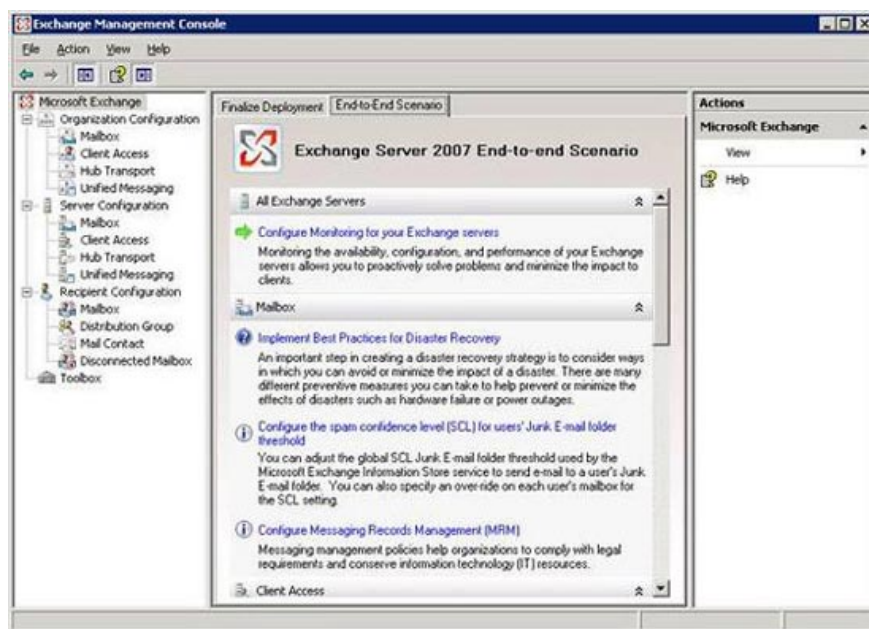 Exchange Management Console
File Action View Help
Microsoft Exchange
Organization Configuration
Mailbox
Client Access
Hub Transport
Unified Messaging
Server Configuration
Mailbox
Client Access
Hub Transport
Unified Messaging
Recipient Configuration
Mailbox
Distribution Group
Mail Contact
Disconnected Mailbox
Toolbox
Finalize Deployment End-to-End Scenario
Exchange Server 2007 End-to-end Scenario
All Exchange Servers
Configure Monitoring for your Exchange servers
Monitoring the availability, configuration, and performance of your Exchange
servers allows you to proactively solve problems and minimize the impact to
clients.
Mailbox
Implement Best Practices for Disaster Recovery
An important step in creating a disaster recovery strategy is to consider ways
in which you can avoid or minimize the impact of a disaster. There are many
different preventive measures you can take to help prevent or minimize the
effects of disasters such as hardware failure or power outages.
Configure the spam confidence level (SCL) for users' Junk E-mail folder
threshold
You can adjust the global SCL Junk E-mail folder threshold used by the
Microsoft Exchange Information Store service to send e-mail to a user's Junk
E-mail folder. You can also specify an over-ride on each user's mailbox for
the SCL setting.
Configure Messaging Records Management (MRM)
Messaging management policies help organizations to comply with legal
requirements and conserve information technology (IT) resources.
Client Access
Actions
Microsoft Exchange
View
Help